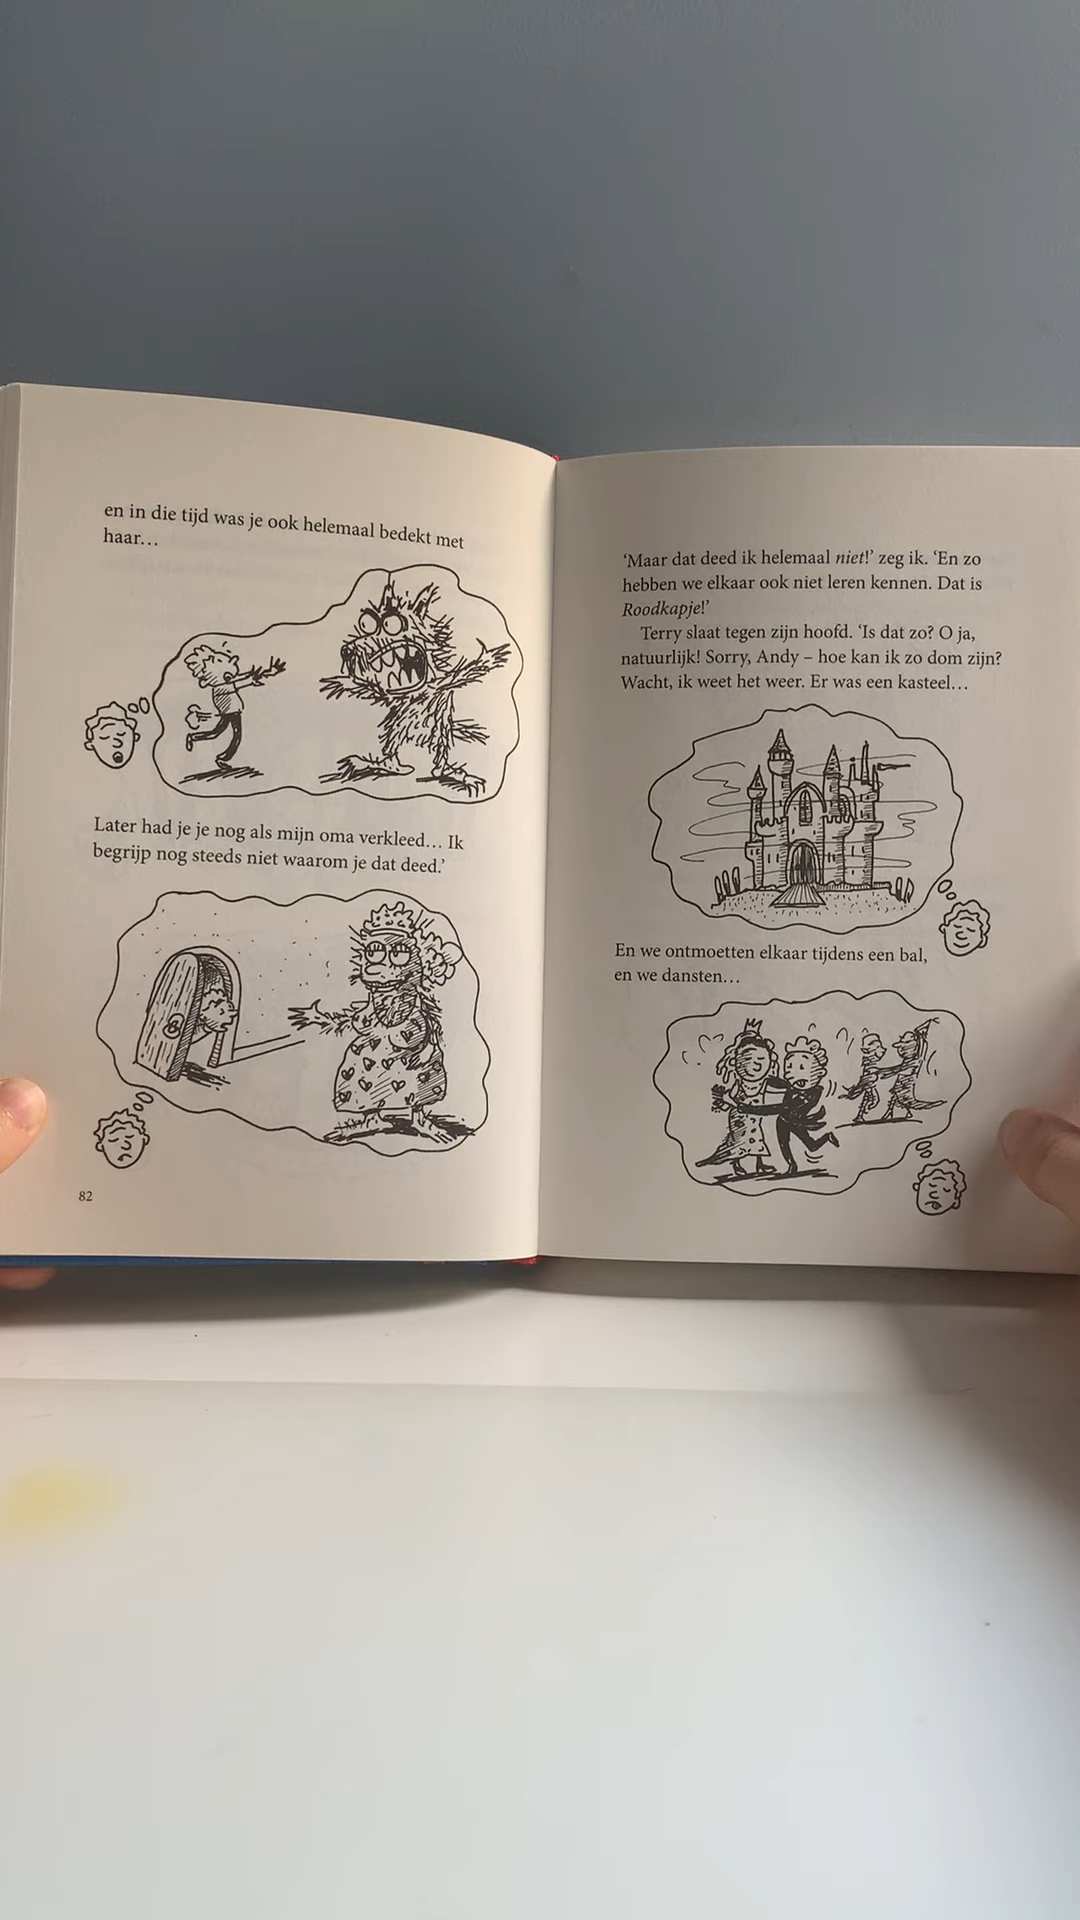 en in die tijd was je ook helemaal bedekt met
haar…
Later had je je nog als mijn oma verkleed… Ik
begrijp nog steeds niet waarom je dat deed.’
82
‘Maar dat deed ik helemaal niet!’ zeg ik. ‘En zo
hebben we elkaar ook niet leren kennen. Dat is
Roodkapje!’
Terry slaat tegen zijn hoofd. ‘Is dat zo? O ja,
natuurlijk! Sorry, Andy – hoe kan ik zo dom zijn?
Wacht, ik weet het weer. Er was een kasteel…
En we ontmoetten elkaar tijdens een bal,
en we dansten…